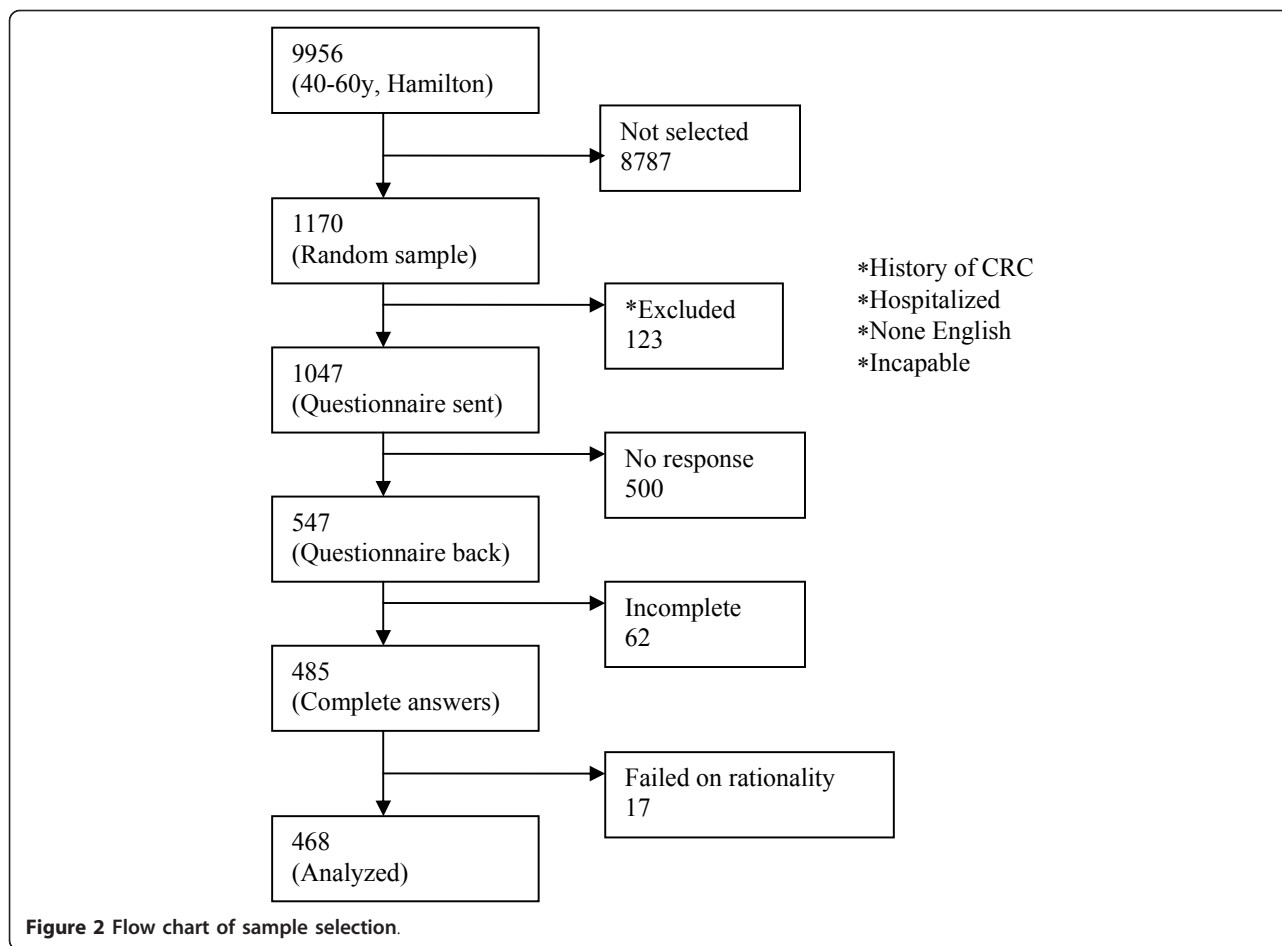 9956
(40-60y, Hamilton)
Not selected
8787
1170
(Random sample)
*Excluded
123
*History of CRC
*Hospitalized
*None English
*Incapable
1047
(Questionnaire sent)
No response
500
547
(Questionnaire back)
Incomplete
62
485
(Complete answers)
Failed on rationality
17
468
(Analyzed)
Figure 2 Flow chart of sample selection.